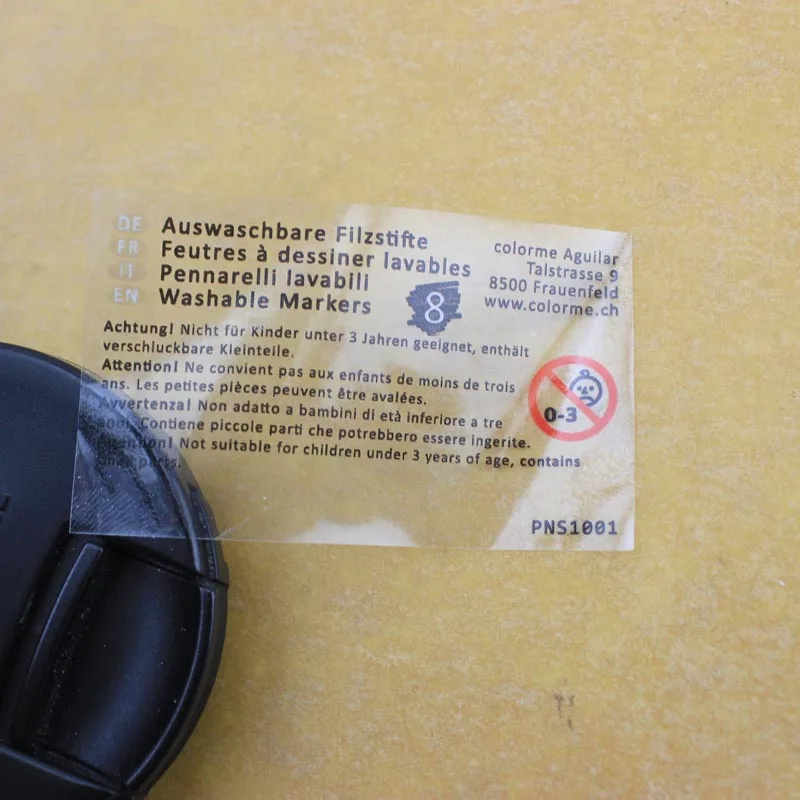 DE Auswaschbare Filzstifte
FR Feutres à dessiner lavables
IT Pennarelli lavabili
EN Washable Markers
8
colorme Aguilar
Talstrasse 9
8500 Frauenfeld
www.colorme.ch
Achtung! Nicht für Kinder unter 3 Jahren geeignet, enthält
verschluckbare Kleinteile.
Attention! Ne convient pas aux enfants de moins de trois
ans. Les petites pièces peuvent être avalées.
Avvertenza! Non adatto a bambini di età inferiore a tre
anni. Contiene piccole parti che potrebbero essere ingerite.
Attention! Not suitable for children under 3 years of age, contains
small parts.
0-3
PNS1001